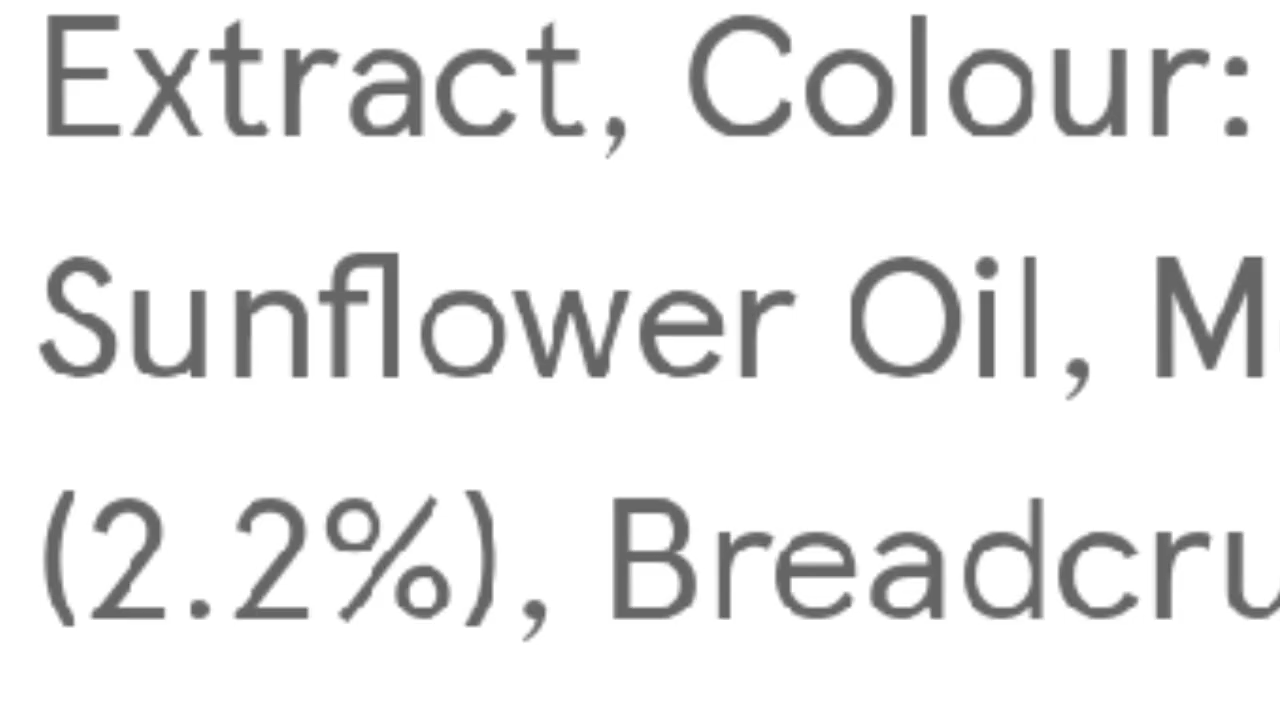 Extract, Colour:
Sunflower Oil, M
(2.2%), Breadcru